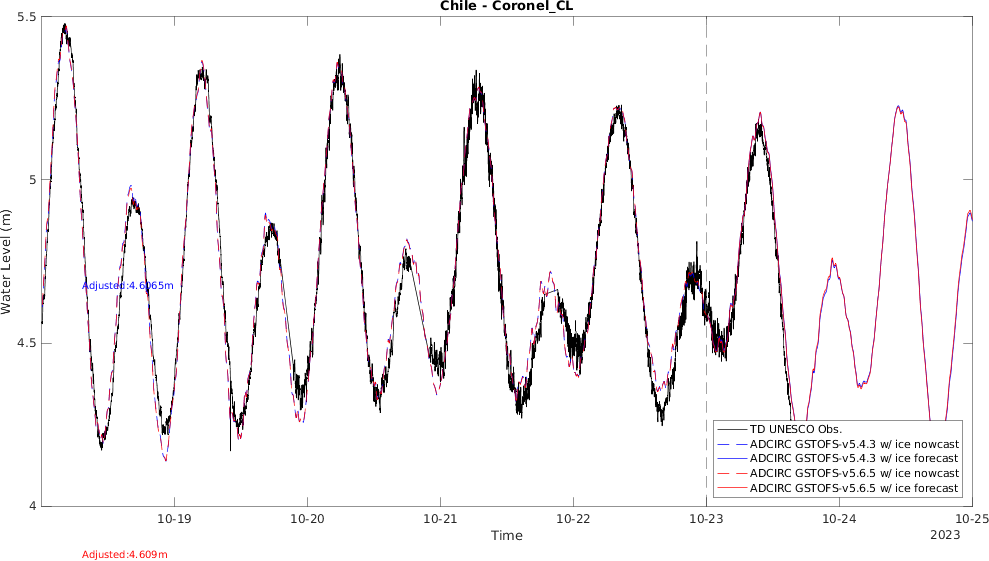 Chile - Coronel_CL
5.5
5
4.5
4
Water Level (m)
Adjusted:4.6065m
TD UNESCO Obs.
ADCIRC GSTOFS-v5.4.3 w/ ice nowcast
ADCIRC GSTOFS-v5.4.3 w/ ice forecast
ADCIRC GSTOFS-v5.6.5 w/ ice nowcast
ADCIRC GSTOFS-v5.6.5 w/ ice forecast
10-19 10-20 10-21 10-22 10-23 10-24 10-25
Time
2023
Adjusted:4.609m